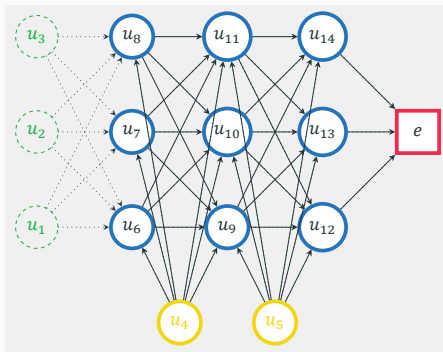 u₃ u₈ u₁₁ u₁₄
u₂ u₇ u₁₀ u₁₃ e
u₁ u₆ u₉ u₁₂
u₄ u₅